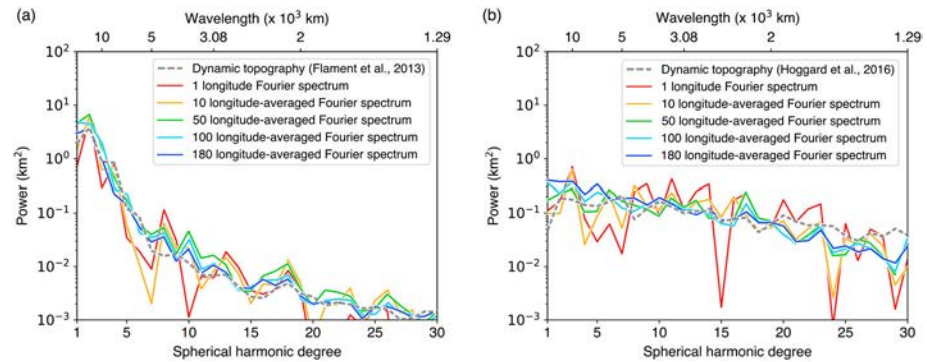 (a)
Wavelength (x 10³ km)
10 5 3.08 2 1.29
10²
10¹
10⁰
10⁻¹
10⁻²
10⁻³
Power (km²)
Dynamic topography (Flament et al., 2013)
1 longitude Fourier spectrum
10 longitude-averaged Fourier spectrum
50 longitude-averaged Fourier spectrum
100 longitude-averaged Fourier spectrum
180 longitude-averaged Fourier spectrum
1 5 10 15 20 25 30
Spherical harmonic degree
(b)
Wavelength (x 10³ km)
10 5 3.08 2 1.29
10²
10¹
10⁰
10⁻¹
10⁻²
10⁻³
Power (km²)
Dynamic topography (Hoggard et al., 2016)
1 longitude Fourier spectrum
10 longitude-averaged Fourier spectrum
50 longitude-averaged Fourier spectrum
100 longitude-averaged Fourier spectrum
180 longitude-averaged Fourier spectrum
1 5 10 15 20 25 30
Spherical harmonic degree